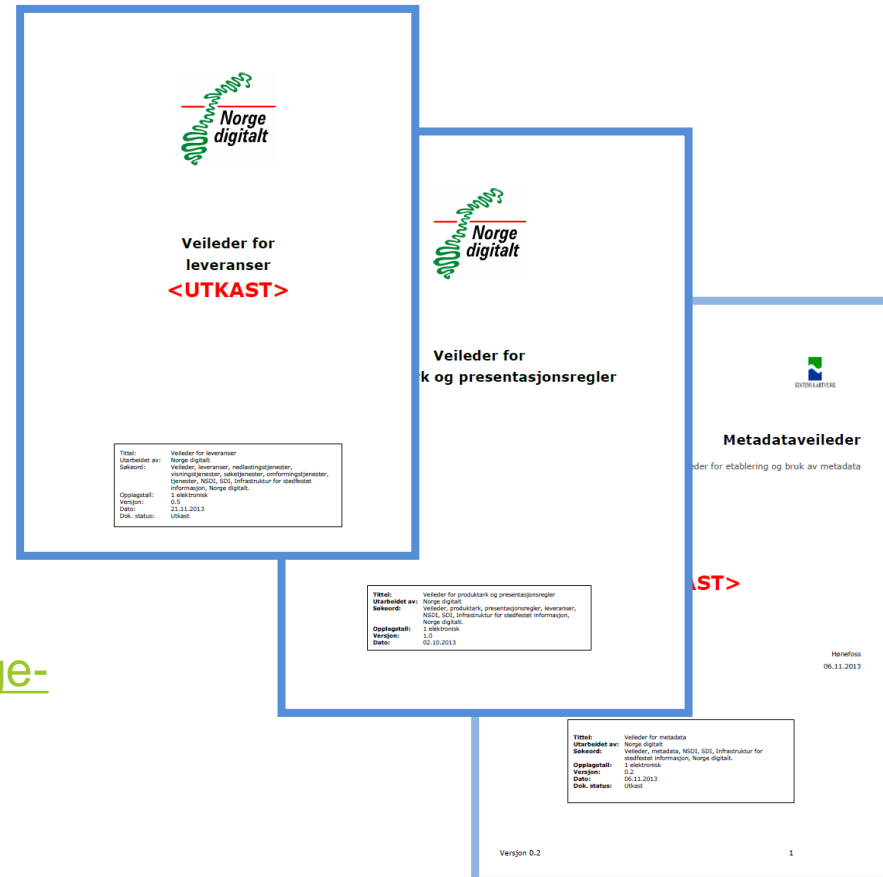 Norge
digitalt
Veileder for
leveranser
<UTKAST>
Tittel: Veileder for leveranser
Utarbeidet av: Norge digitalt
Søkeord: Veileder, leveranser, nedlastingstjenester,
visningstjenester, søketjenester, omformingstjenester,
tjenester, NSDI, SDI, Infrastruktur for stedfestet
informasjon, Norge digitalt.
Opplagstall: 1 elektronisk
Versjon: 0.5
Dato: 21.11.2013
Dok. status: Utkast
Norge
digitalt
Veileder for
k og presentasjonsregler
Tittel: Veileder for produktark og presentasjonsregler
Utarbeidet av: Norge digitalt
Søkeord: Veileder, produktark, presentasjonsregler, leveranser,
NSDI, SDI, Infrastruktur for stedfestet informasjon,
Norge digitalt.
Opplagstall: 1 elektronisk
Versjon: 1.0
Dato: 02.10.2013
STATENS KARTVERK
Metadataveileder
eder for etablering og bruk av metadata
AST>
Hønefoss
06.11.2013
Tittel: Veileder for metadata
Utarbeidet av: Norge digitalt
Søkeord: Veileder, metadata, NSDI, SDI, Infrastruktur for
stedfestet informasjon, Norge digitalt.
Opplagstall: 1 elektronisk
Versjon: 0.2
Dato: 06.11.2013
Dok. status: Utkast
Versjon 0.2 1
ge-